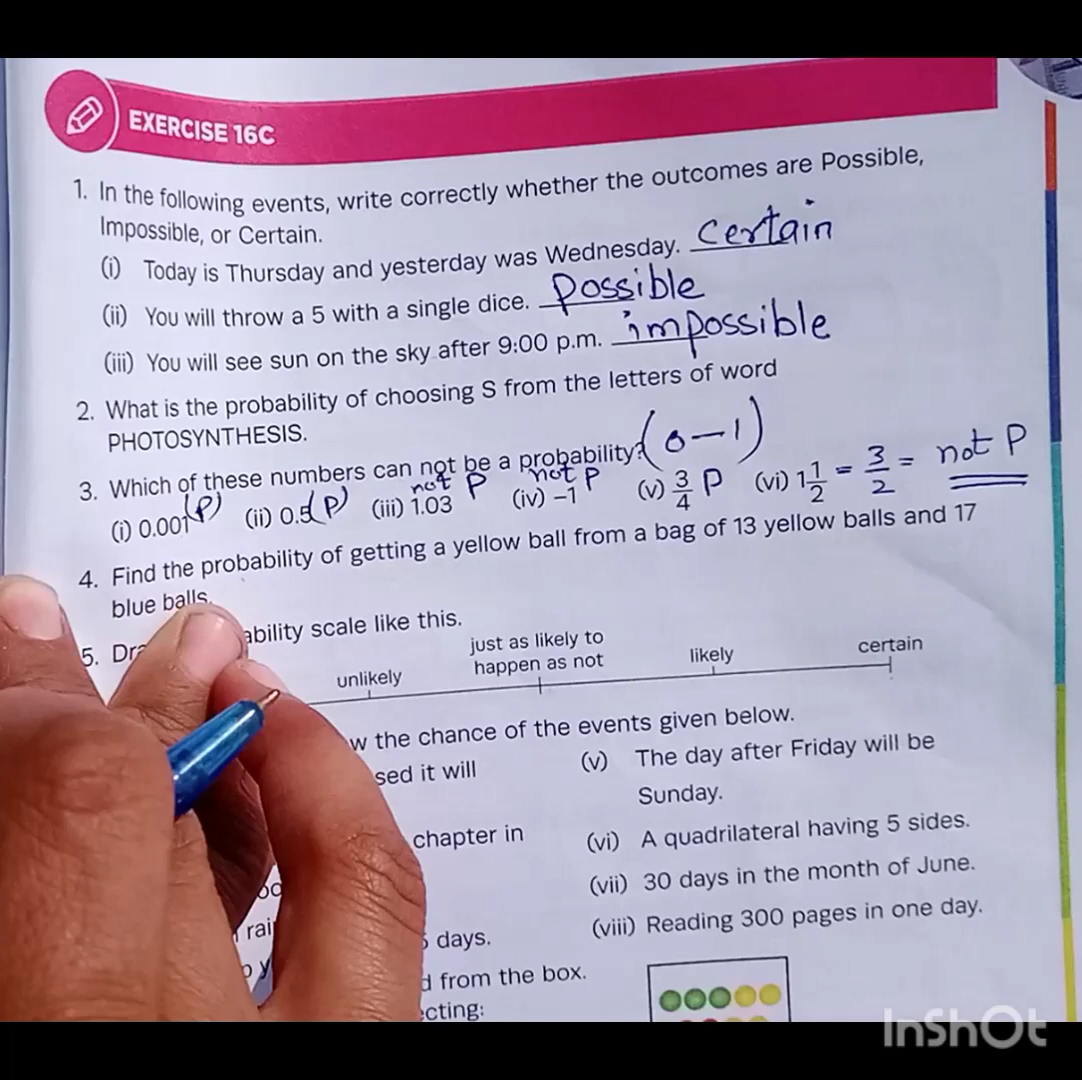 EXERCISE 16C
1. In the following events, write correctly whether the outcomes are Possible,
Impossible, or Certain.
(i) Today is Thursday and yesterday was Wednesday. certain
(ii) You will throw a 5 with a single dice. possible
(iii) You will see sun on the sky after 9:00 p.m. impossible
2. What is the probability of choosing S from the letters of word
PHOTOSYNTHESIS.
3. Which of these numbers can not be a probability? (0-1)
(i) 0.001 (P) (ii) 0.5 (P) (iii) 1.03 not P (iv) -1 not P (v) 3/4 P (vi) 1 1/2 = 3/2 = not P
4. Find the probability of getting a yellow ball from a bag of 13 yellow balls and 17
blue balls.
5. ability scale like this.
unlikely just as likely to happen as not likely certain
w the chance of the events given below.
sed it will (v) The day after Friday will be
Sunday.
chapter in (vi) A quadrilateral having 5 sides.
(vii) 30 days in the month of June.
days. (viii) Reading 300 pages in one day.
d from the box.
cting:
InShOt